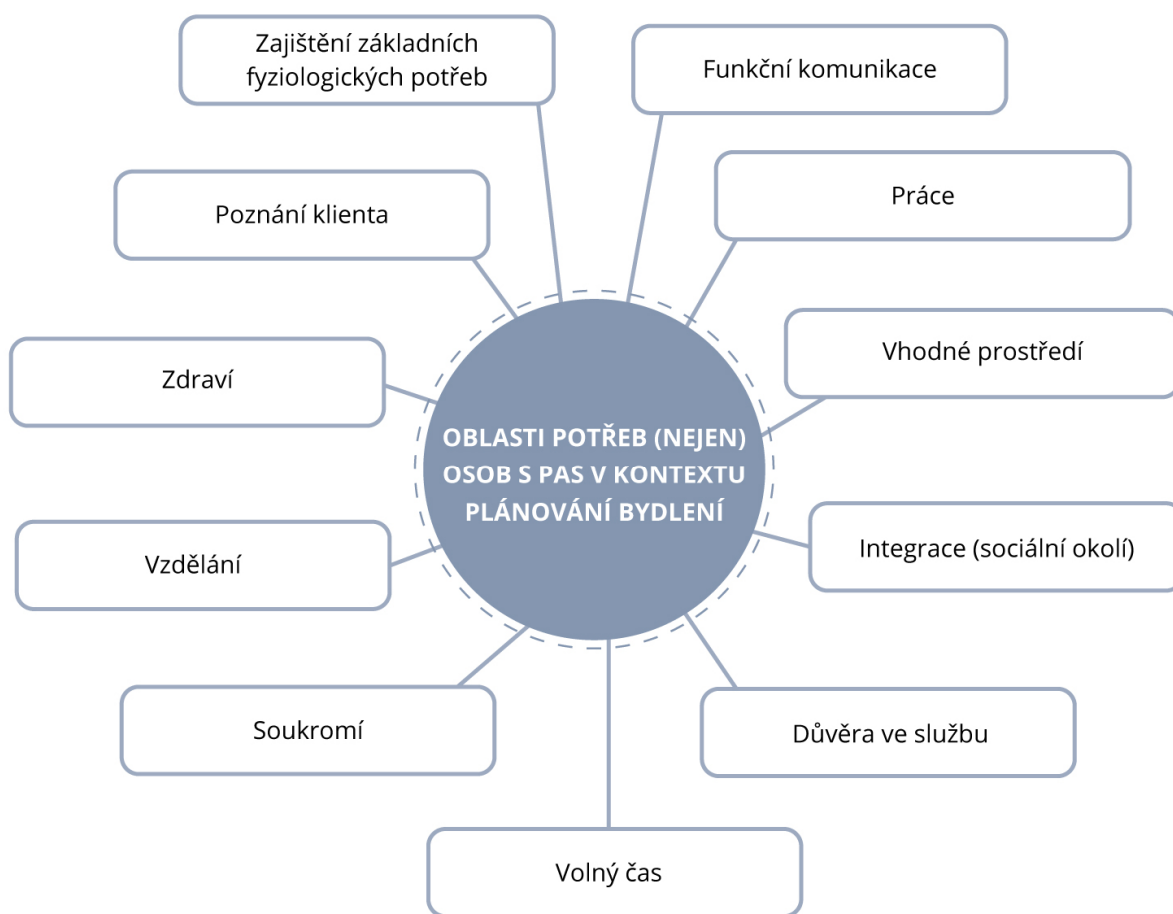 Zajištění základních
fyziologických potřeb
Funkční komunikace
Poznání klienta
Práce
Zdraví
Vhodné prostředí
OBLASTI POTŘEB (NEJEN)
OSOB S PAS V KONTEXTU
PLÁNOVÁNÍ BYDLENÍ
Vzdělání
Integrace (sociální okolí)
Soukromí
Důvěra ve službu
Volný čas